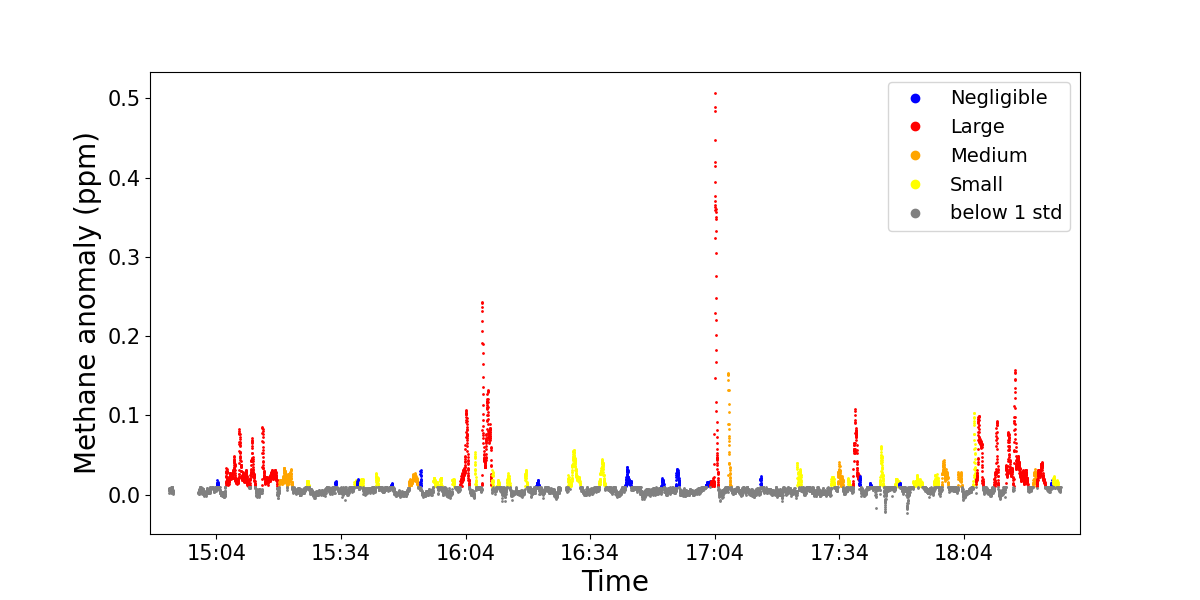 Negligible
Large
Medium
Small
below 1 std
Methane anomaly (ppm)
0.5
0.4
0.3
0.2
0.1
0.0
15:04 15:34 16:04 16:34 17:04 17:34 18:04
Time